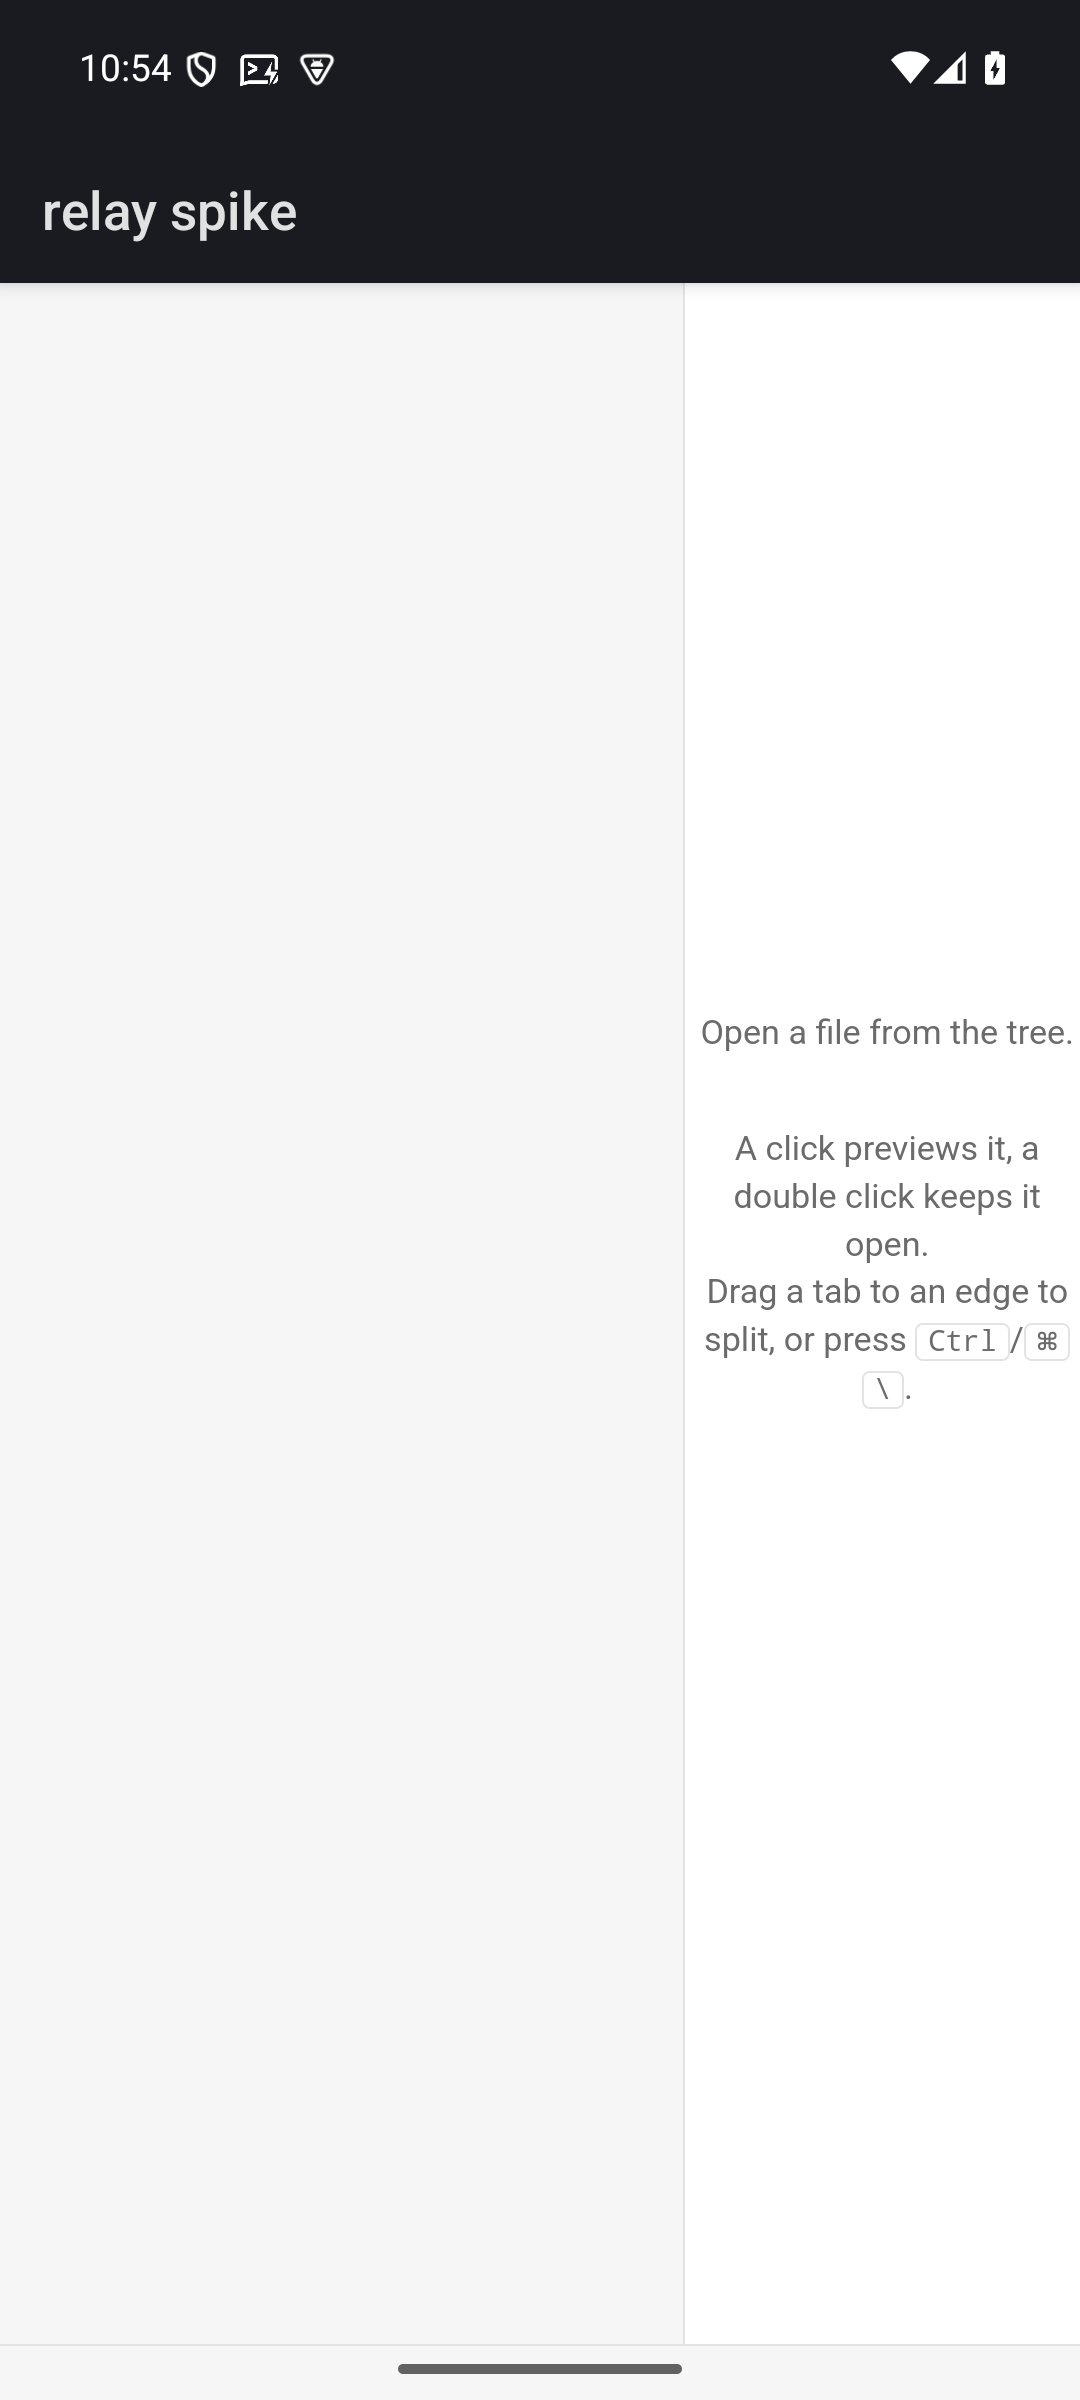 10:54
relay spike
Open a file from the tree.
A click previews it, a
double click keeps it
open.
Drag a tab to an edge to
split, or press Ctrl/⌘
\.